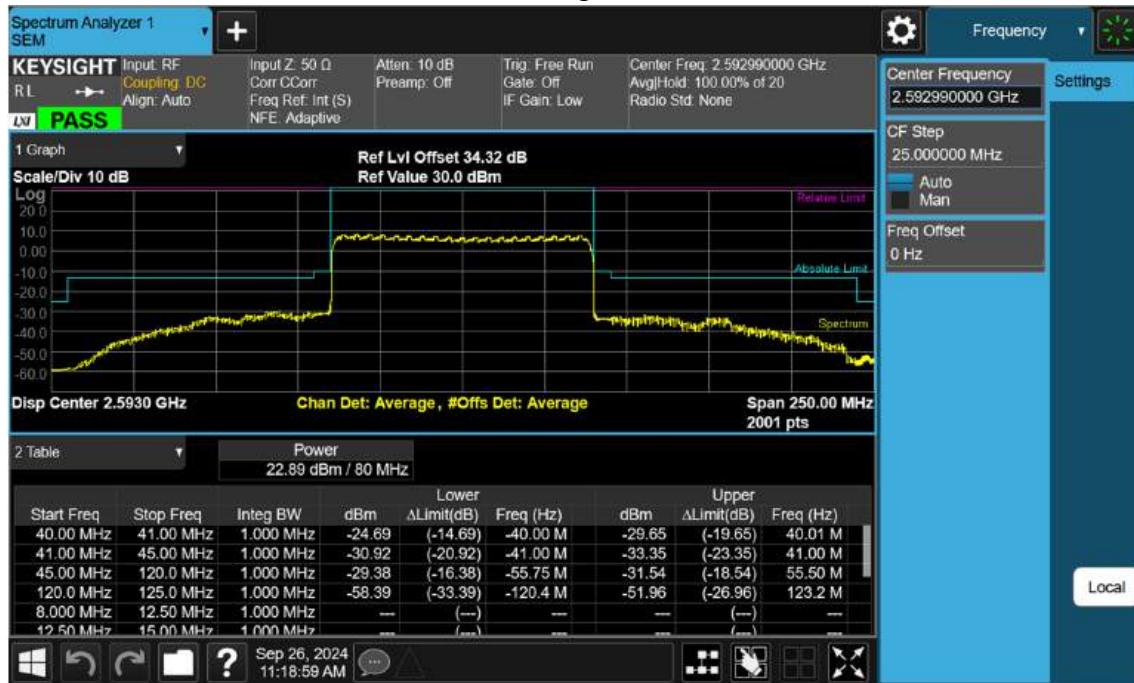 Spectrum Analyzer 1
SEM
Frequency
KEYSIGHT
R L
LXI
PASS
Input: RF
Coupling: DC
Align: Auto
Input Z: 50 Ω
Corr CCorr
Freq Ref: Int (S)
NFE: Adaptive
Atten: 10 dB
Preamp: Off
Trig: Free Run
Gate: Off
IF Gain: Low
Center Freq: 2.592990000 GHz
Avg|Hold: 100.00% of 20
Radio Std: None
Center Frequency
2.592990000 GHz
Settings
CF Step
25.000000 MHz
Auto
Man
Freq Offset
0 Hz
1 Graph
Scale/Div 10 dB
Ref Lvl Offset 34.32 dB
Ref Value 30.0 dBm
Log
20.0
10.0
0.00
-10.0
-20.0
-30.0
-40.0
-50.0
-60.0
Relative Limit
Absolute Limit
Spectrum
Disp Center 2.5930 GHz
Chan Det: Average, #Offs Det: Average
Span 250.00 MHz
2001 pts
2 Table
Power
22.89 dBm / 80 MHz
Lower Upper
Start Freq Stop Freq Integ BW dBm ΔLimit(dB) Freq (Hz) dBm ΔLimit(dB) Freq (Hz)
40.00 MHz 41.00 MHz 1.000 MHz -24.69 (-14.69) -40.00 M -29.65 (-19.65) 40.01 M
41.00 MHz 45.00 MHz 1.000 MHz -30.92 (-20.92) -41.00 M -33.35 (-23.35) 41.00 M
45.00 MHz 120.0 MHz 1.000 MHz -29.38 (-16.38) -55.75 M -31.54 (-18.54) 55.50 M
120.0 MHz 125.0 MHz 1.000 MHz -58.39 (-33.39) -120.4 M -51.96 (-26.96) 123.2 M
8.000 MHz 12.50 MHz 1.000 MHz --- (---) --- --- (---) ---
12.50 MHz 15.00 MHz 1.000 MHz --- (---) --- --- (---) ---
Local
?
Sep 26, 2024
11:18:59 AM